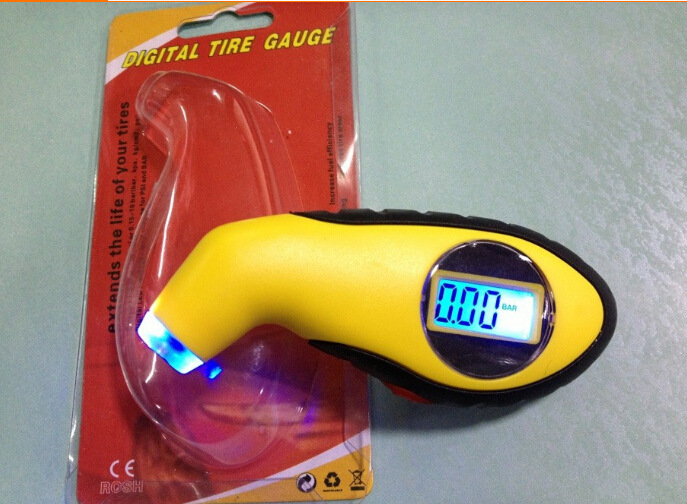 DIGITAL TIRE GAUGE
extends the life of your tires
Increase fuel efficiency
0.00 BAR
CE
ROSH